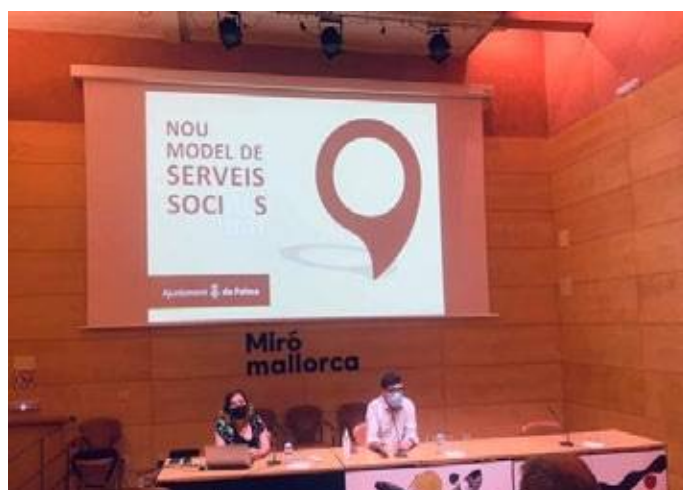 NOU
MODEL DE
SERVEIS
SOCI  S
Ajuntament de Palma
Miró
mallorca